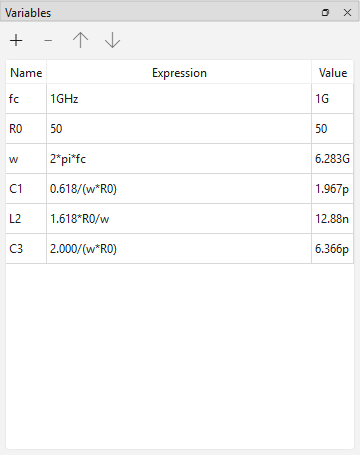 Variables
Name Expression Value
fc 1GHz 1G
R0 50 50
w 2*pi*fc 6.283G
C1 0.618/(w*R0) 1.967p
L2 1.618*R0/w 12.88n
C3 2.000/(w*R0) 6.366p